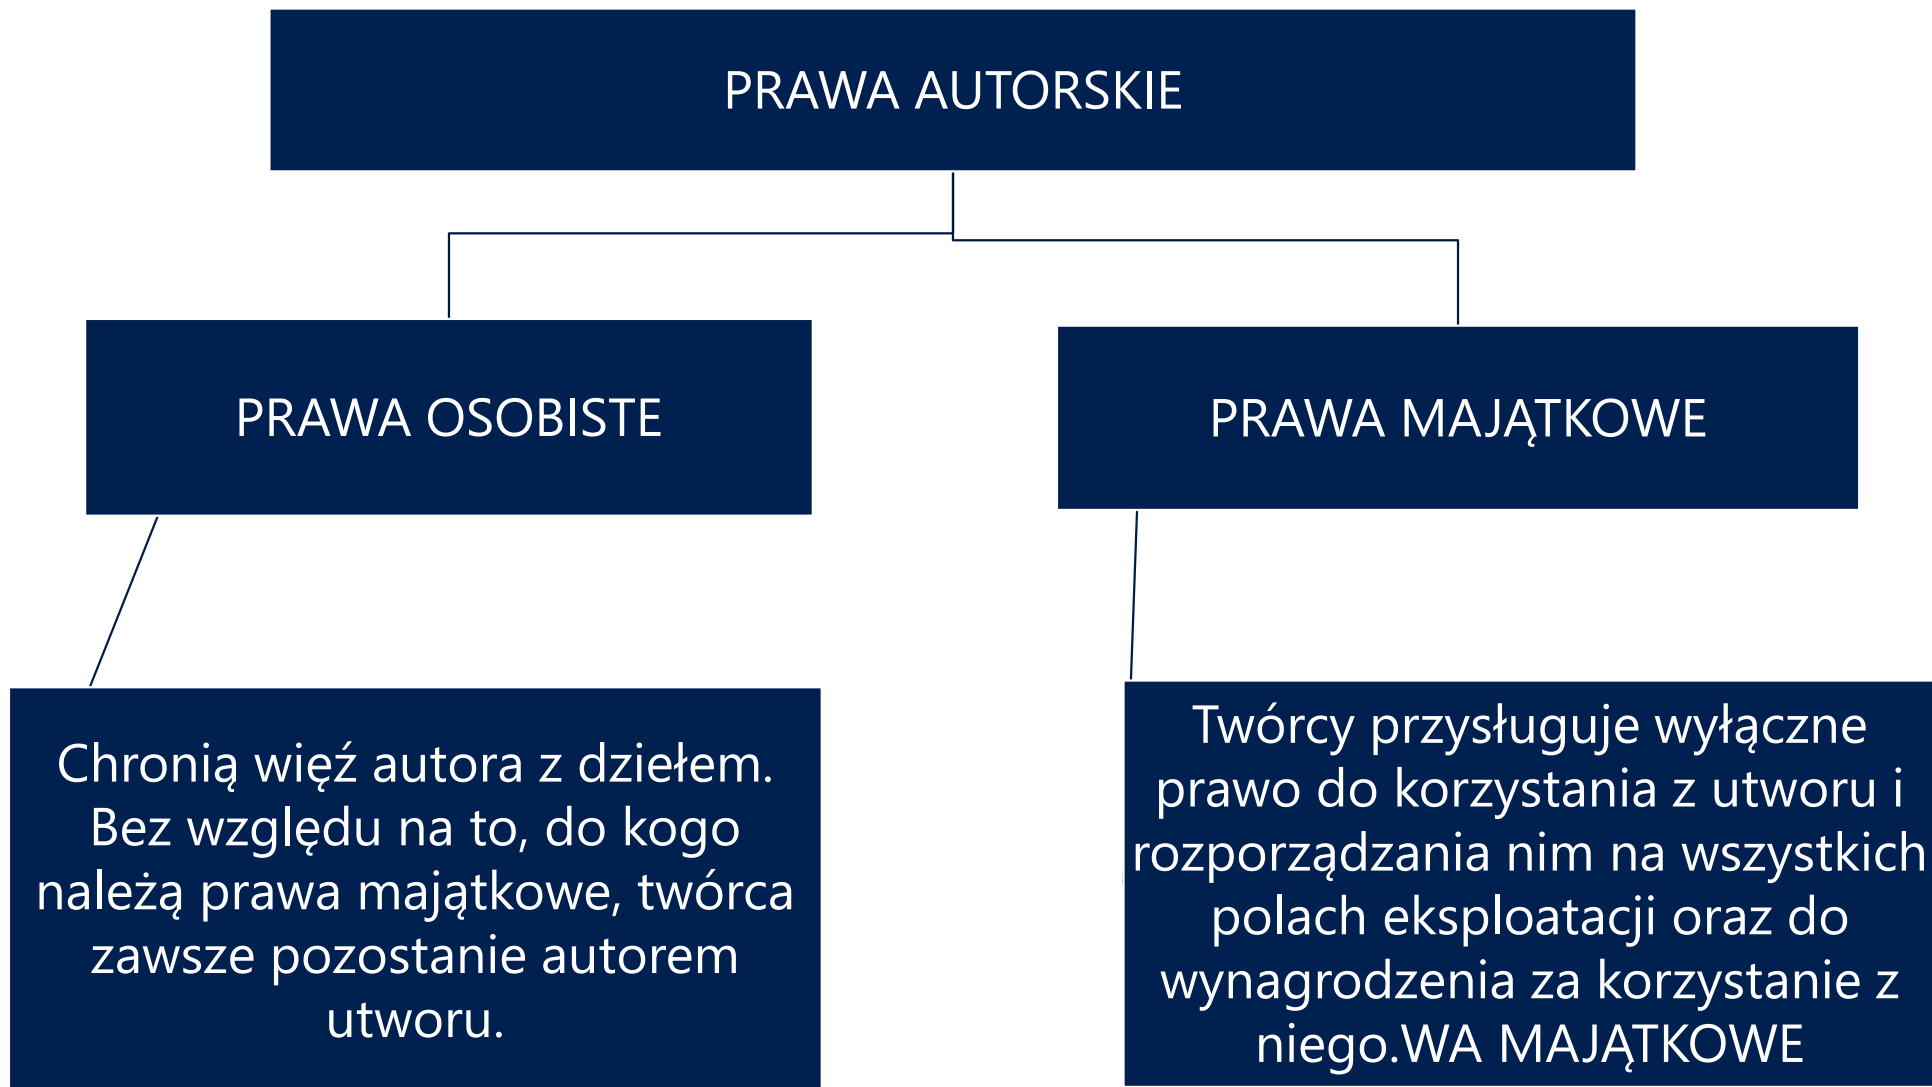 PRAWA AUTORSKIE
PRAWA OSOBISTE
PRAWA MAJĄTKOWE
Chronią więź autora z dziełem.
Bez względu na to, do kogo
należą prawa majątkowe, twórca
zawsze pozostanie autorem
utworu.
Twórcy przysługuje wyłączne
prawo do korzystania z utworu i
rozporządzania nim na wszystkich
polach eksploatacji oraz do
wynagrodzenia za korzystanie z
niego.WA MAJĄTKOWE